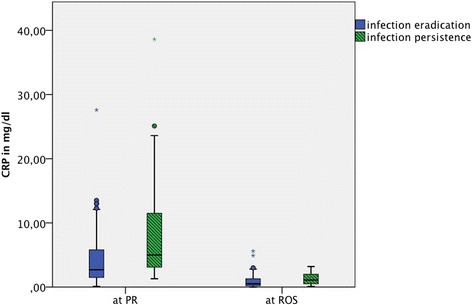 40,00
30,00
20,00
10,00
,00
CRP in mg/dl
at PR
at ROS
infection eradication
infection persistence